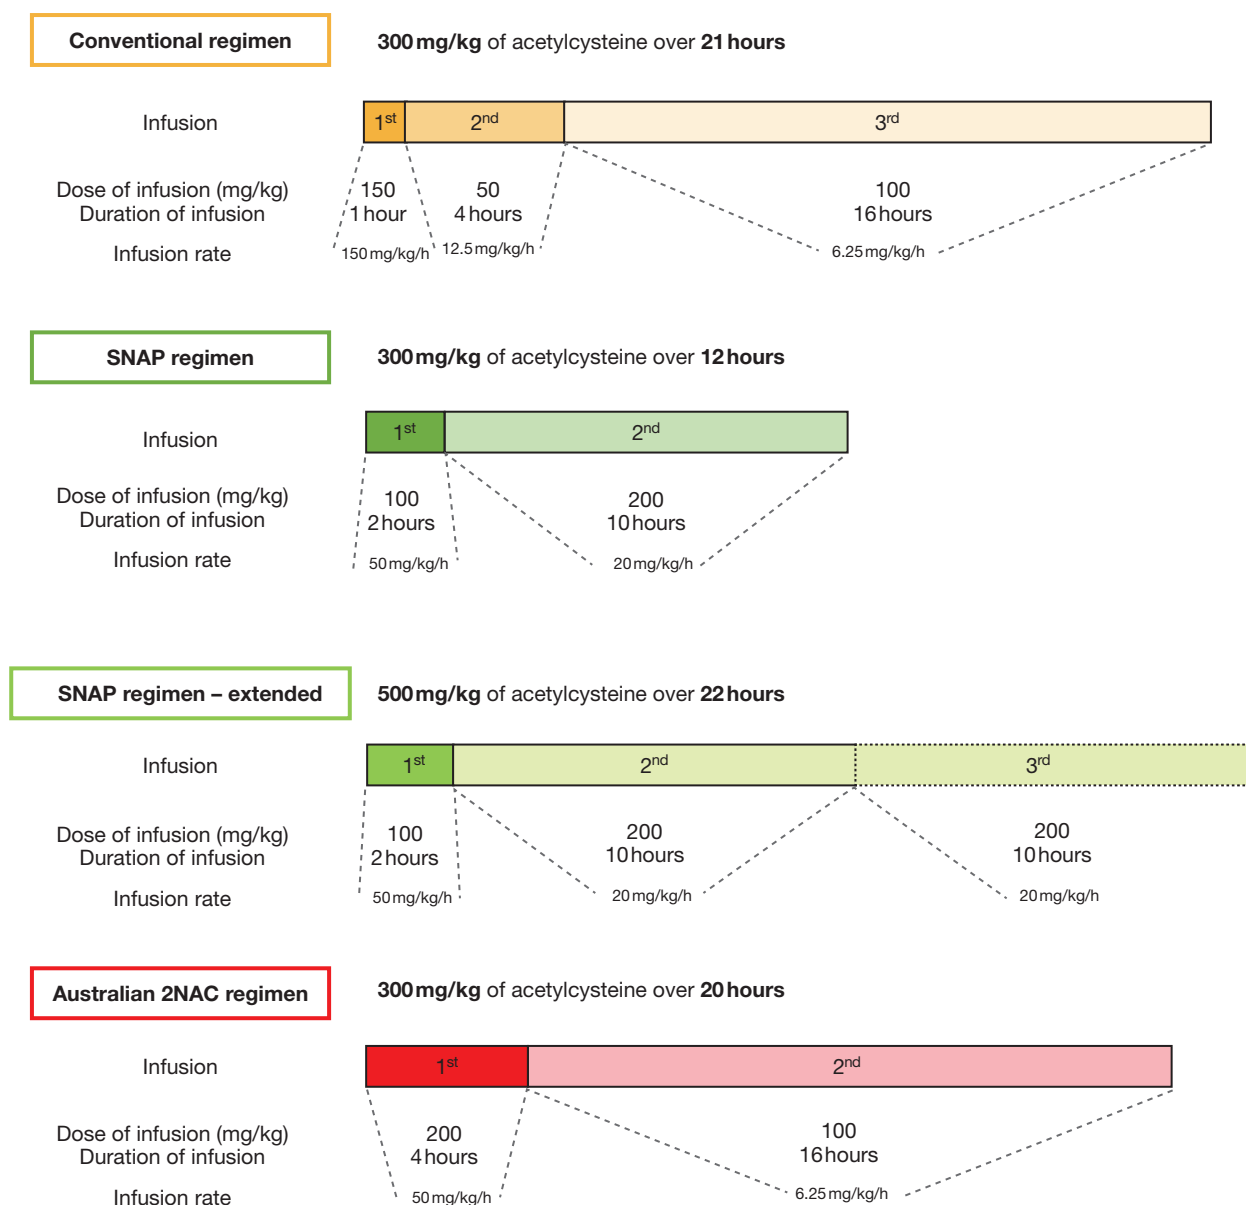 Conventional regimen
300 mg/kg of acetylcysteine over 21 hours
Infusion
1st 2nd 3rd
Dose of infusion (mg/kg) 150 50 100
Duration of infusion 1 hour 4 hours 16 hours
Infusion rate 150 mg/kg/h 12.5 mg/kg/h 6.25 mg/kg/h
SNAP regimen
300 mg/kg of acetylcysteine over 12 hours
Infusion
1st 2nd
Dose of infusion (mg/kg) 100 200
Duration of infusion 2 hours 10 hours
Infusion rate 50 mg/kg/h 20 mg/kg/h
SNAP regimen – extended
500 mg/kg of acetylcysteine over 22 hours
Infusion
1st 2nd 3rd
Dose of infusion (mg/kg) 100 200 200
Duration of infusion 2 hours 10 hours 10 hours
Infusion rate 50 mg/kg/h 20 mg/kg/h 20 mg/kg/h
Australian 2NAC regimen
300 mg/kg of acetylcysteine over 20 hours
Infusion
1st 2nd
Dose of infusion (mg/kg) 200 100
Duration of infusion 4 hours 16 hours
Infusion rate 50 mg/kg/h 6.25 mg/kg/h